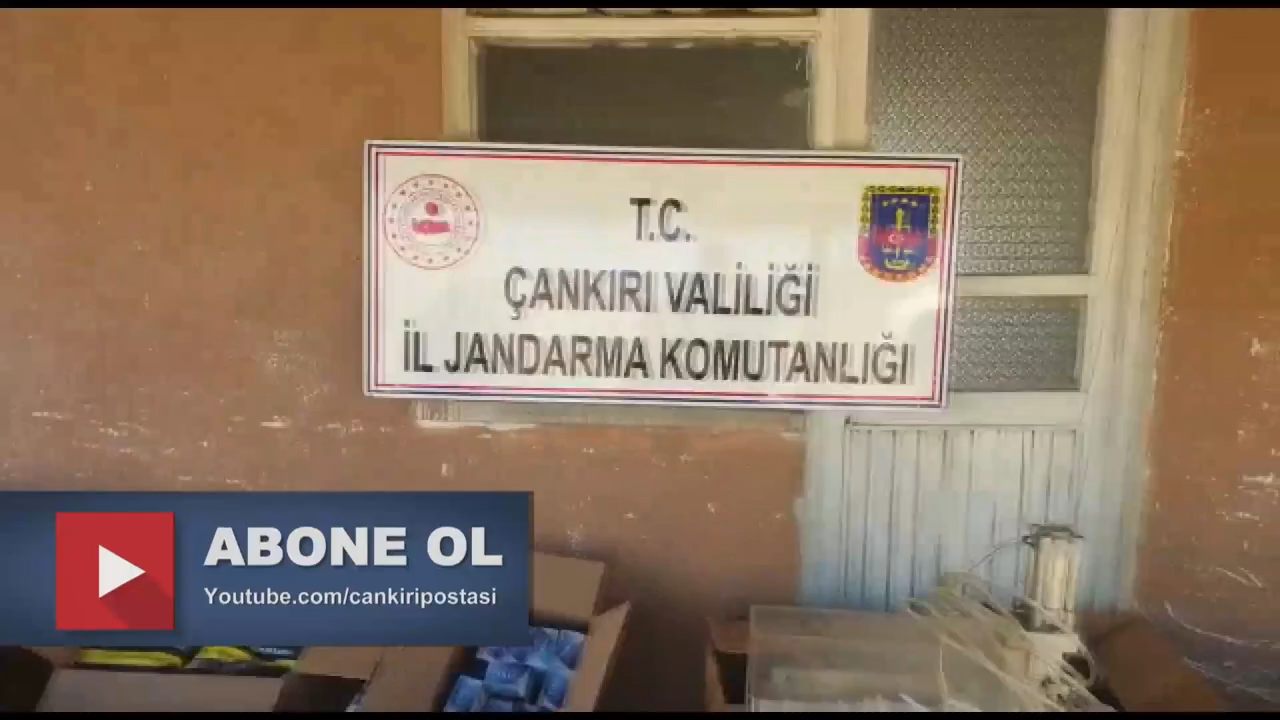 T.C.
ÇANKIRI VALİLİĞİ
İL JANDARMA KOMUTANLIĞI
ABONE OL
Youtube.com/cankiripostasi